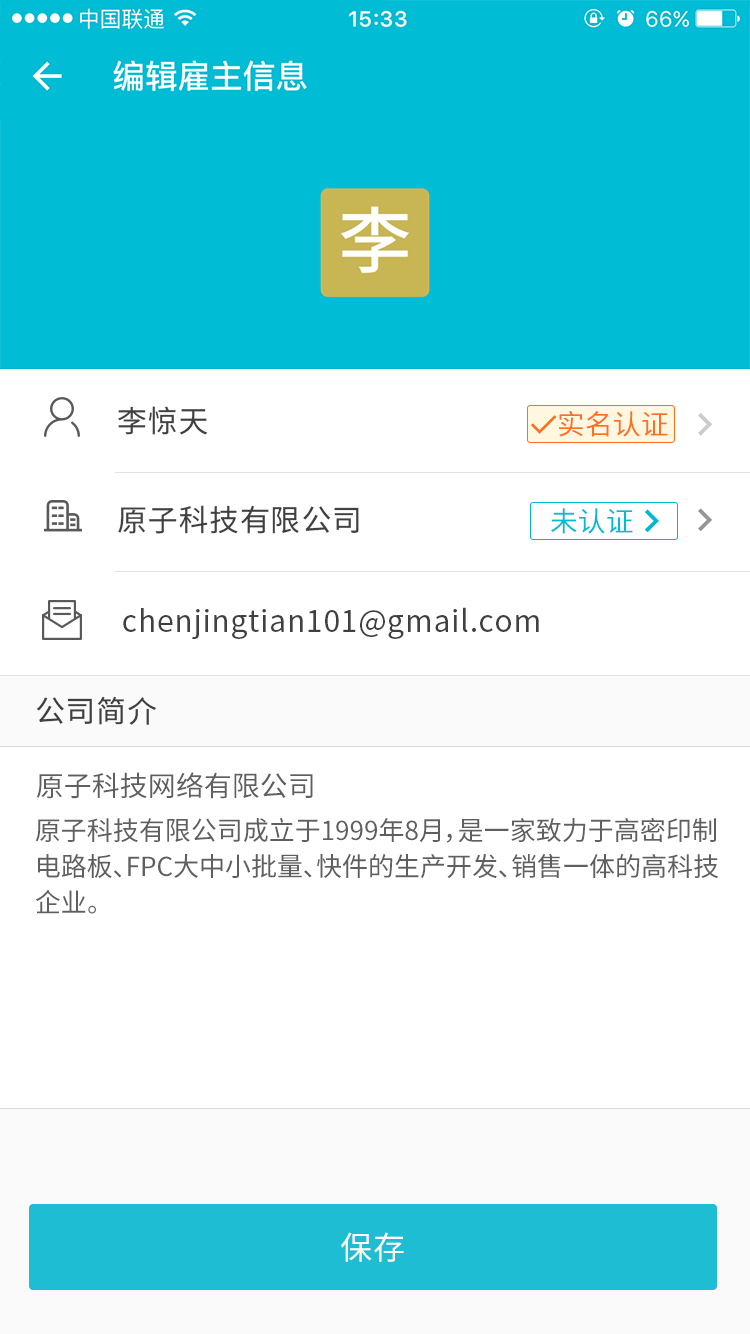 中国联通
15:33
66%
编辑雇主信息
李
李惊天
实名认证
原子科技有限公司
未认证
chenjingtian101@gmail.com
公司简介
原子科技网络有限公司
原子科技有限公司成立于1999年8月,是一家致力于高密印制
电路板、FPC大中小批量、快件的生产开发、销售一体的高科技
企业。
保存